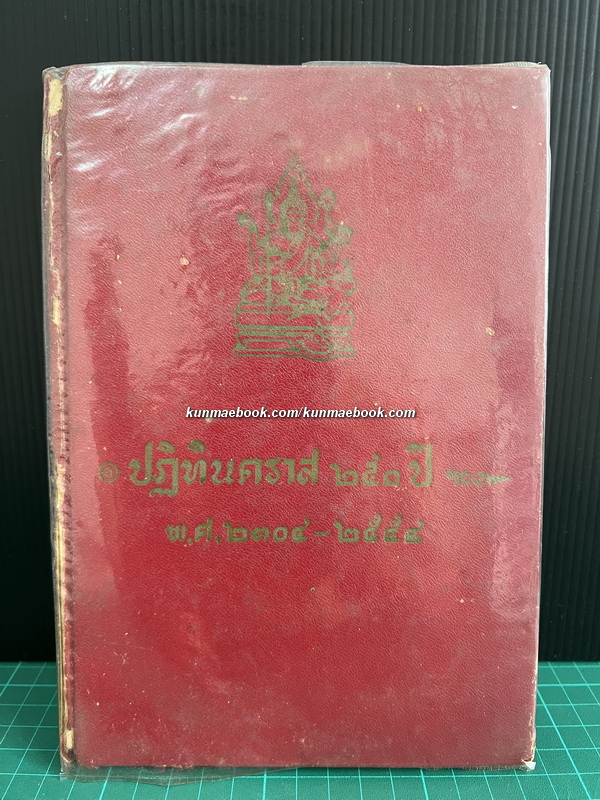 kunmaebook.com/kunmaebook.com
๏ ปฏิทินคราส ๒๕๐ ปี ๛
พ.ศ.๒๓๐๔-๒๕๕๔